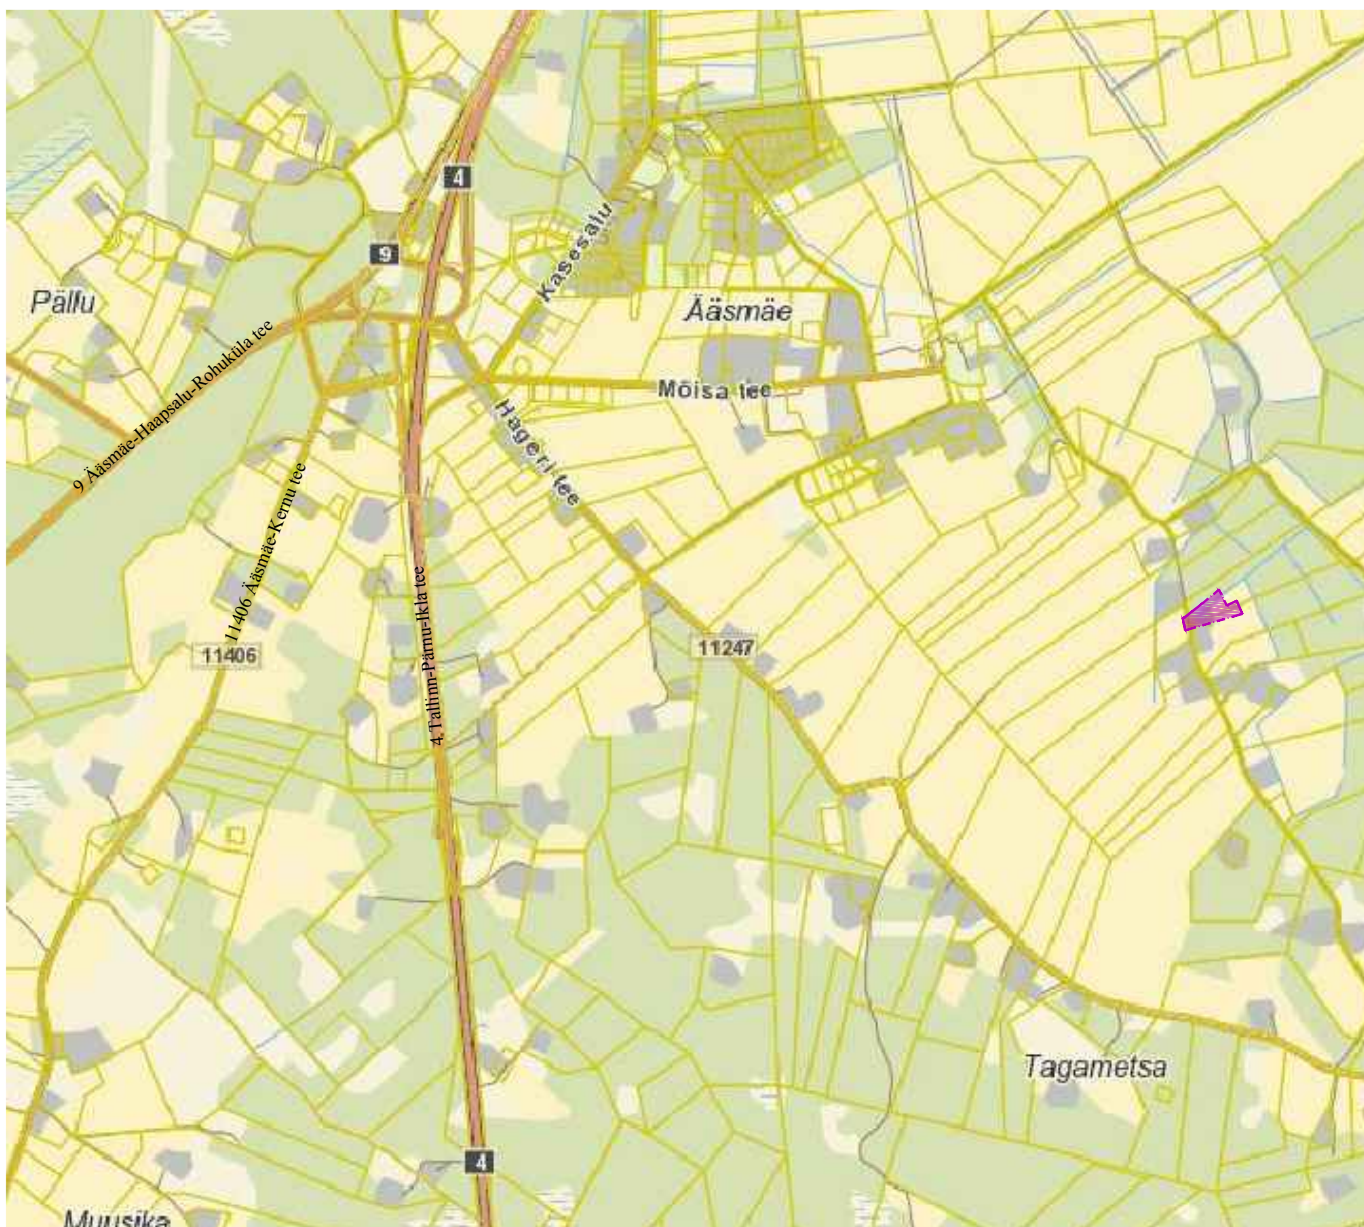 4
9
Kasesalu
Pällu
Ääsmäe
9 Ääsmäe-Haapsalu-Rohuküla tee
Mõisa tee
Hageri tee
11406 Ääsmäe-Kernu tee
4 Tallinn-Pärnu-Ikla tee
11406
11247
Tagametsa
4
Muusika